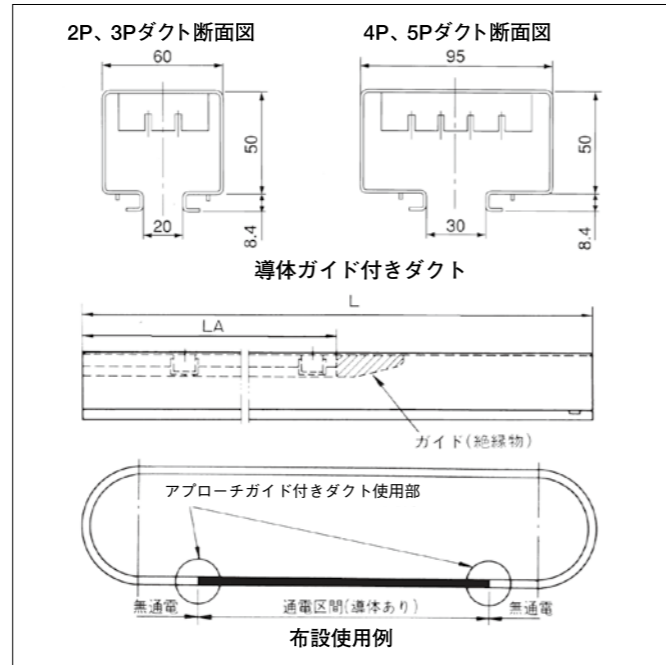 2P、3Pダクト断面図
4P、5Pダクト断面図
60
95
50
50
20
30
8.4
8.4
導体ガイド付きダクト
L
LA
ガイド(絶縁物)
アプローチガイド付きダクト使用部
無通電
通電区間(導体あり)
無通電
布設使用例